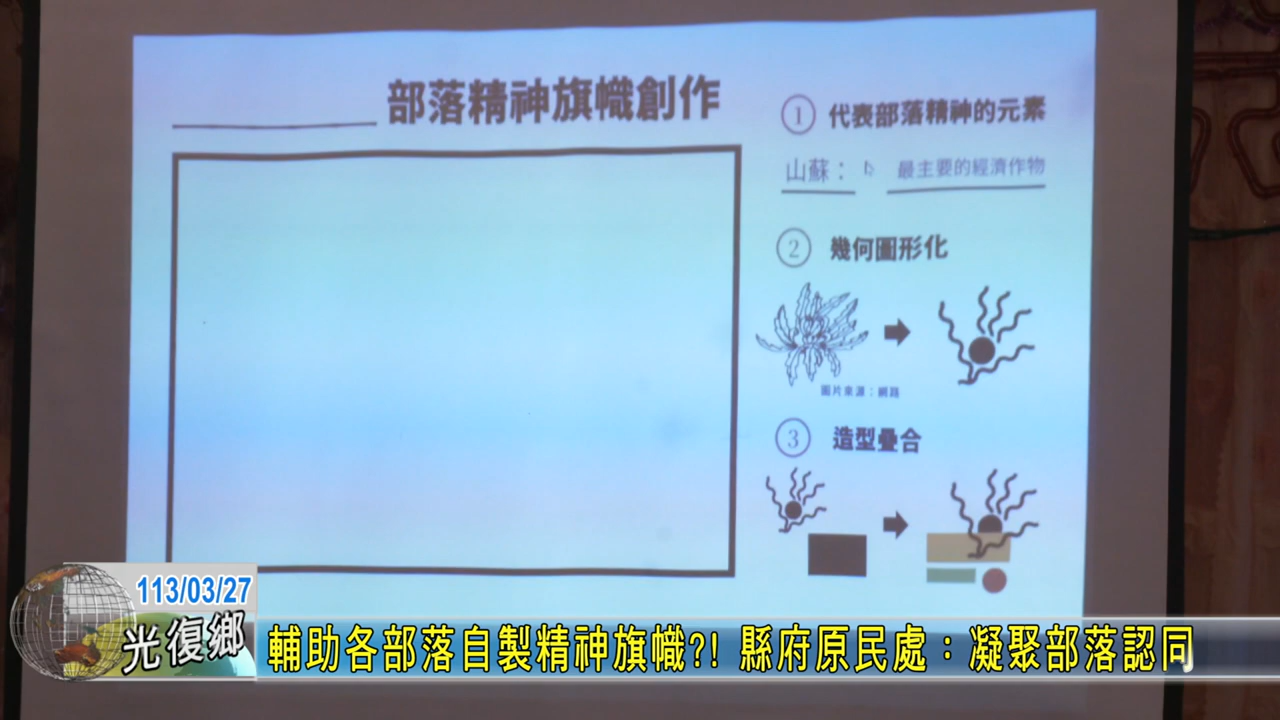 部落精神旗幟創作
1 代表部落精神的元素
山蘇： 最主要的經濟作物
2 幾何圖形化
圖片來源：網路
3 造型疊合
113/03/27
光復鄉
輔助各部落自製精神旗幟?! 縣府原民處：凝聚部落認同